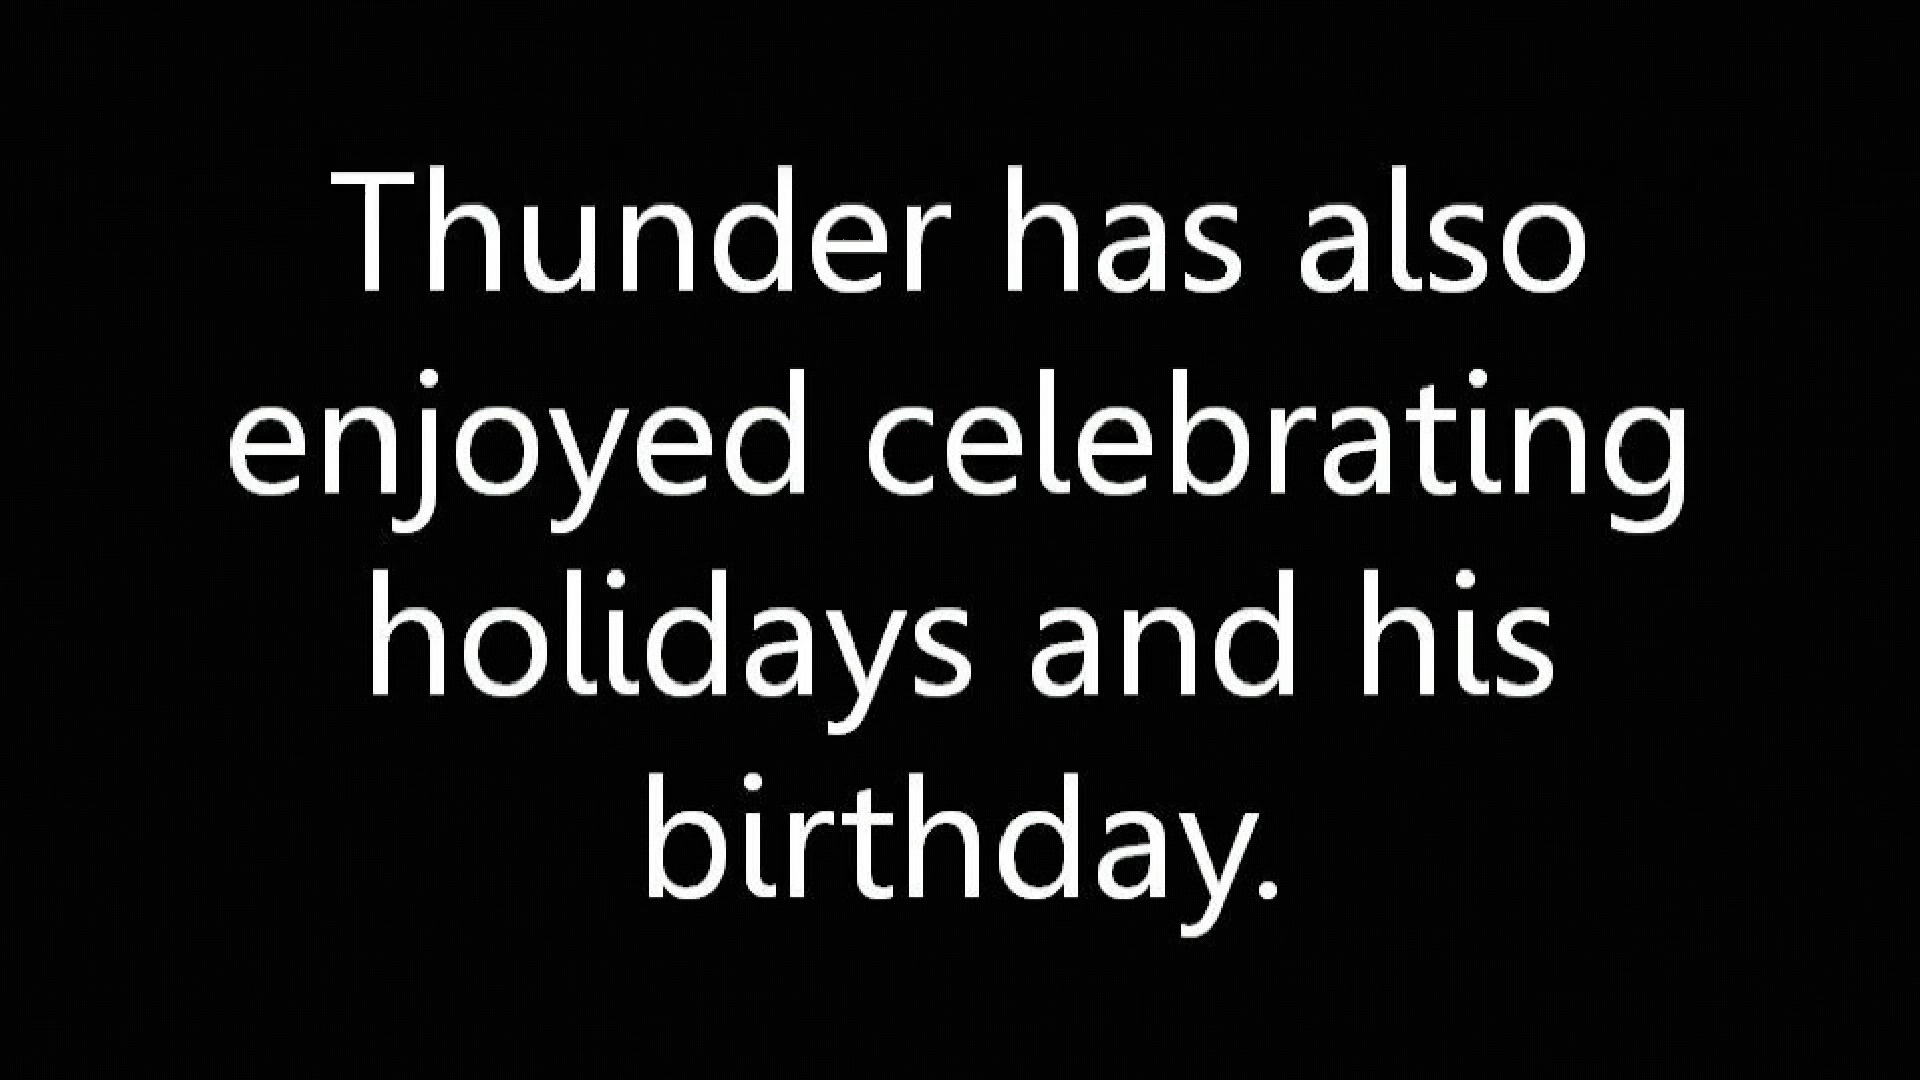 Thunder has also
enjoyed celebrating
holidays and his
birthday.